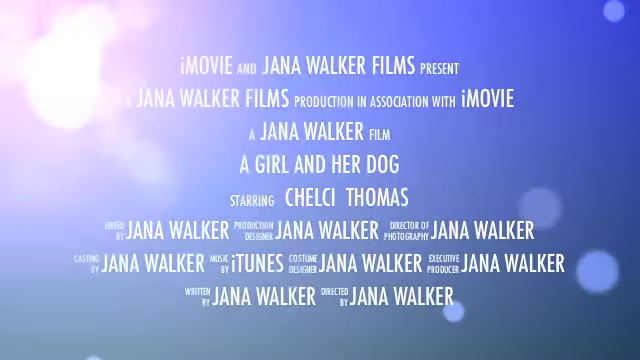 iMOVIE AND JANA WALKER FILMS PRESENT
A JANA WALKER FILMS PRODUCTION IN ASSOCIATION WITH iMOVIE
A JANA WALKER FILM
A GIRL AND HER DOG
STARRING CHELCI THOMAS
EDITED BY JANA WALKER PRODUCTION DESIGNER JANA WALKER DIRECTOR OF PHOTOGRAPHY JANA WALKER
CASTING BY JANA WALKER MUSIC BY iTUNES COSTUME DESIGNER JANA WALKER EXECUTIVE PRODUCER JANA WALKER
WRITTEN BY JANA WALKER DIRECTED BY JANA WALKER